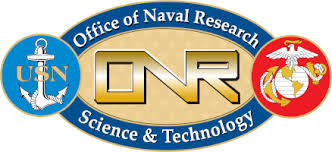 Office of Naval Research
USN
ONR
Science & Technology